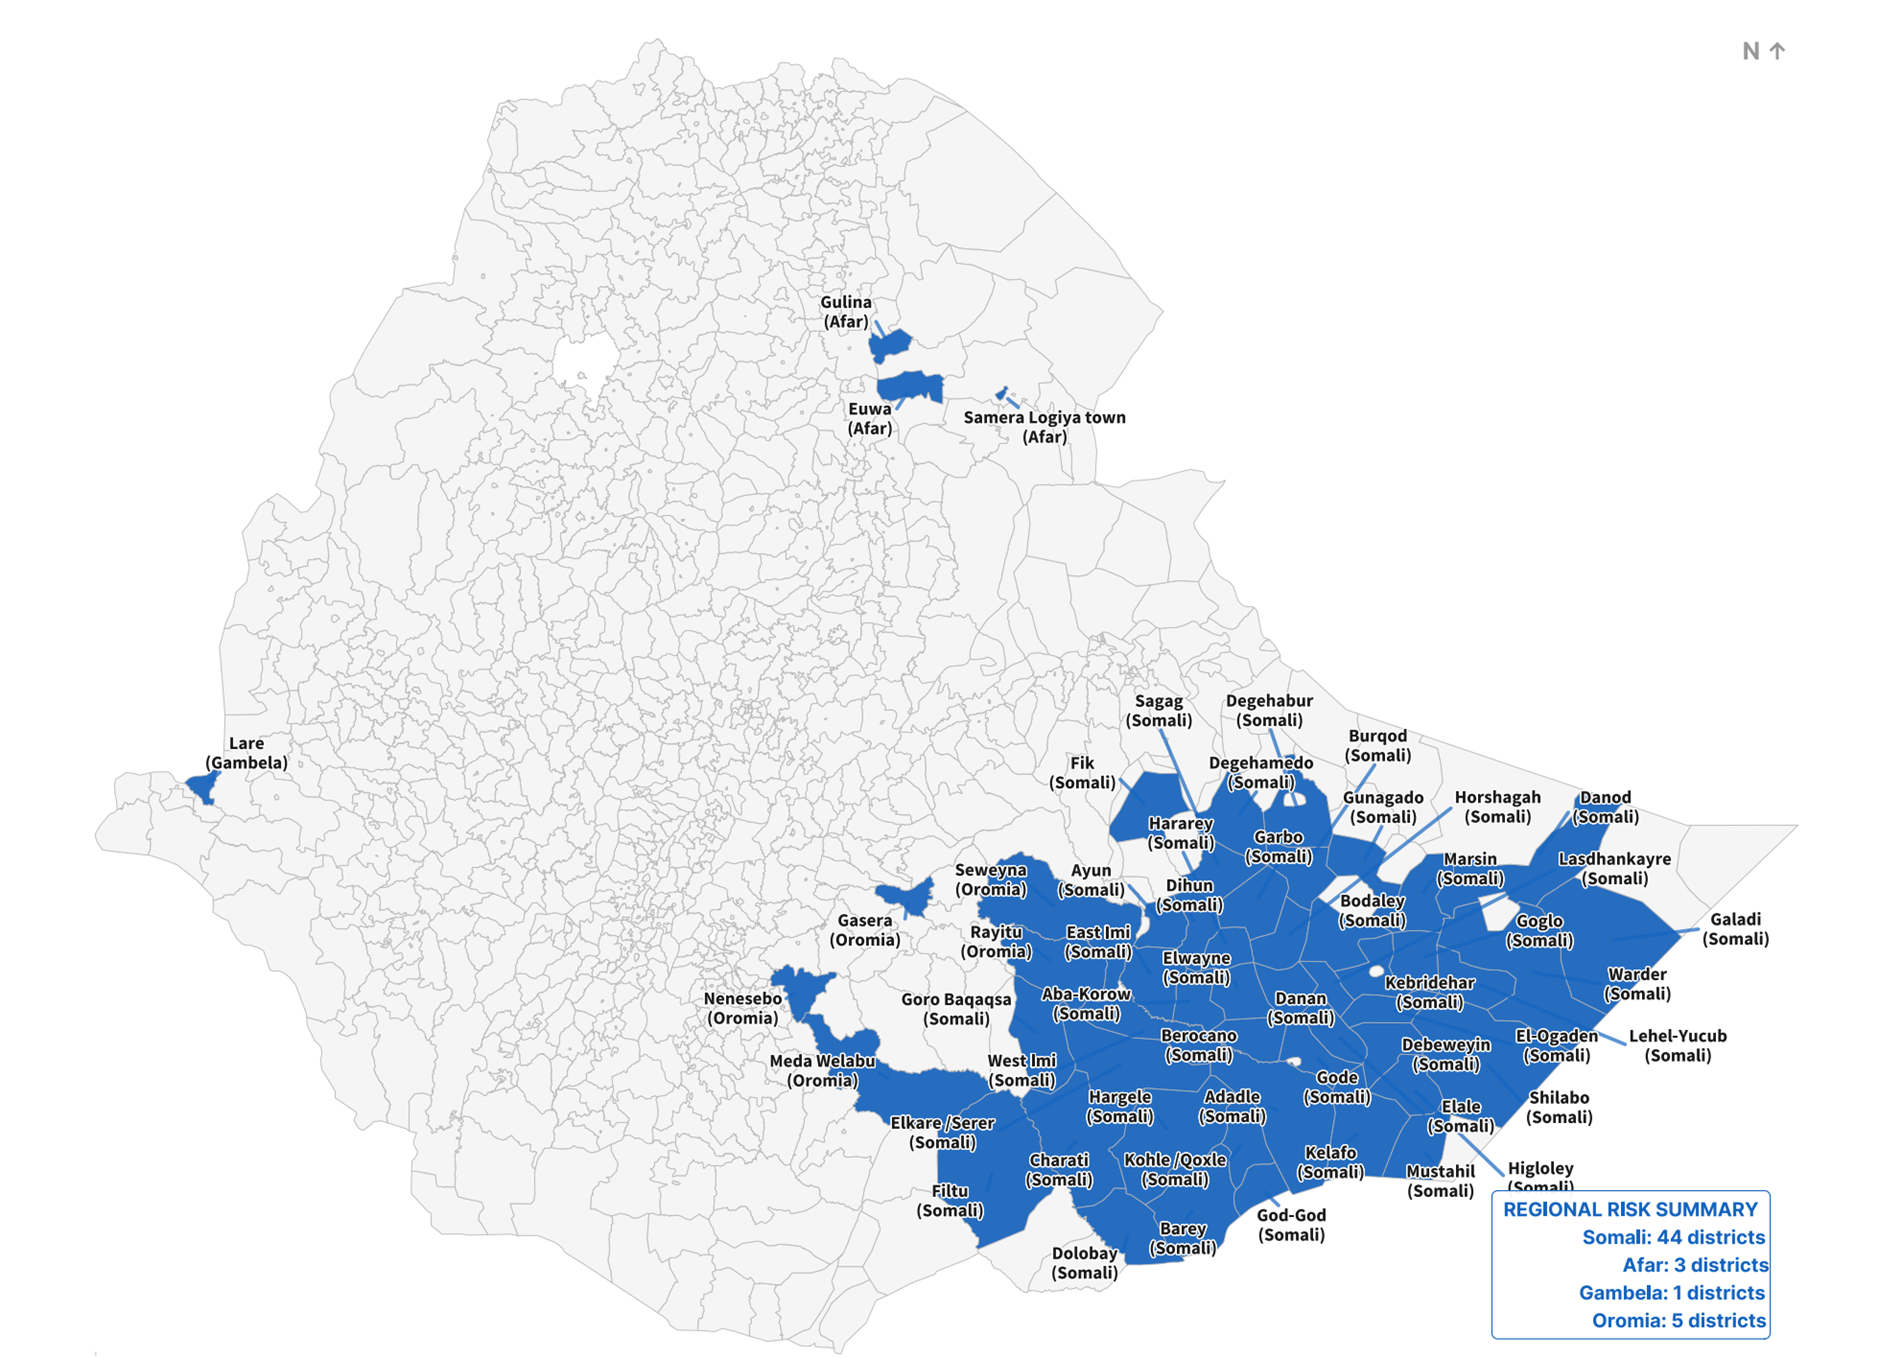 N ↑
Gulina
(Afar)
Euwa
(Afar)
Samera Logiya town
(Afar)
Sagag
(Somali)
Degehabur
(Somali)
Burqod
(Somali)
Lare
(Gambela)
Fik
(Somali)
Degehamedo
(Somali)
Gunagado
(Somali)
Horshagah
(Somali)
Danod
(Somali)
Hararey
(Somali)
Garbo
(Somali)
Marsin
(Somali)
Lasdhankayre
(Somali)
Seweyna
(Oromia)
Ayun
(Somali)
Dihun
(Somali)
Bodaley
(Somali)
Gasera
(Oromia)
Rayitu
(Oromia)
East Imi
(Somali)
Goglo
(Somali)
Galadi
(Somali)
Elwayne
(Somali)
Kebridehar
(Somali)
Warder
(Somali)
Nenesebo
(Oromia)
Goro Baqaqsa
(Somali)
Aba-Korow
(Somali)
Danan
(Somali)
Berocano
(Somali)
Debeweyin
(Somali)
El-Ogaden
(Somali)
Lehel-Yucub
(Somali)
Meda Welabu
(Oromia)
West Imi
(Somali)
Gode
(Somali)
Hargele
(Somali)
Adadle
(Somali)
Elale
(Somali)
Shilabo
(Somali)
Elkare /Serer
(Somali)
Charati
(Somali)
Kohle /Qoxle
(Somali)
Kelafo
(Somali)
Mustahil
(Somali)
Higloley
(Somali)
Filtu
(Somali)
God-God
(Somali)
Barey
(Somali)
Dolobay
(Somali)
REGIONAL RISK SUMMARY
Somali: 44 districts
Afar: 3 districts
Gambela: 1 districts
Oromia: 5 districts